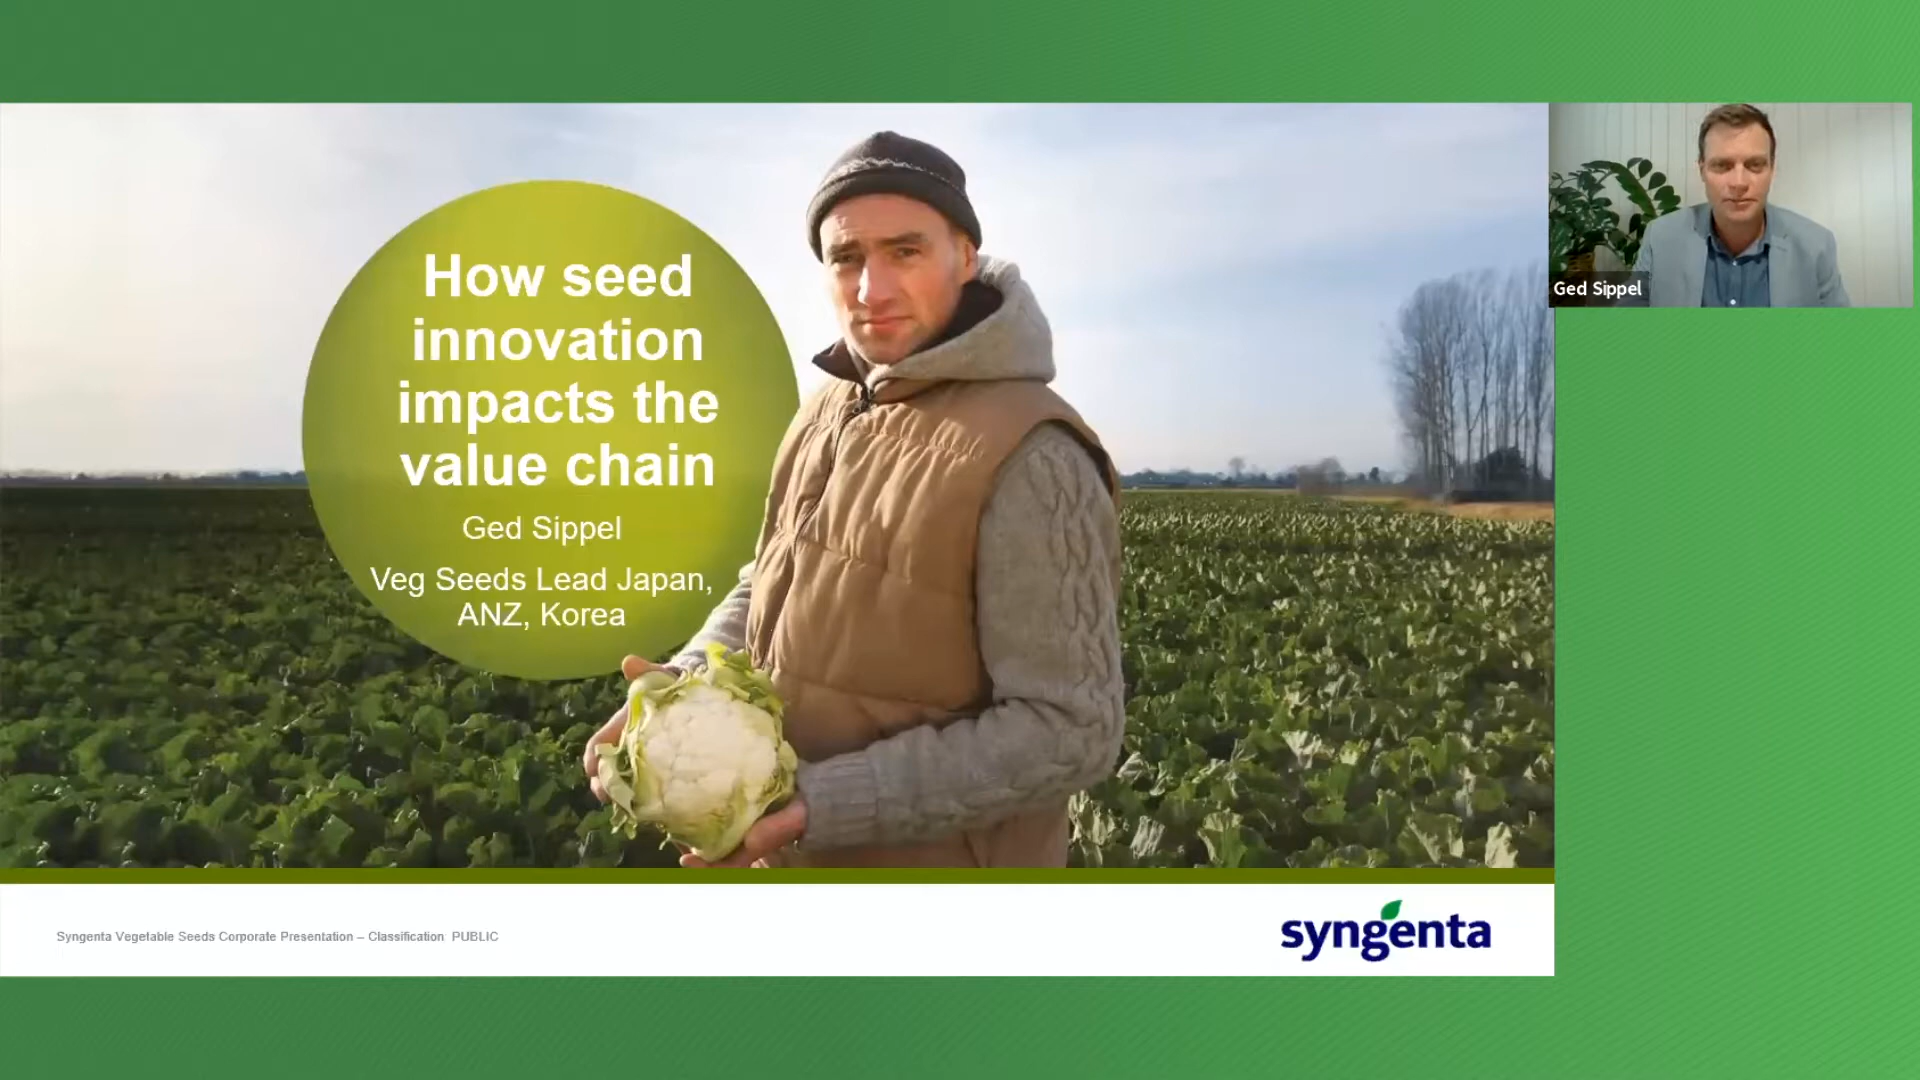 How seed
innovation
impacts the
value chain
Ged Sippel
Veg Seeds Lead Japan,
ANZ, Korea
Ged Sippel
Syngenta Vegetable Seeds Corporate Presentation – Classification PUBLIC
syngenta